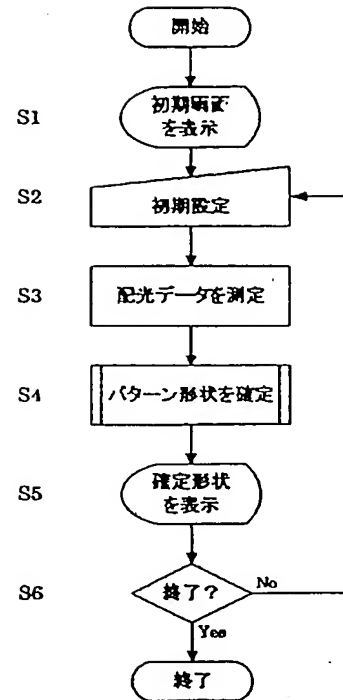 開始
S1
初期画面
を表示
S2
初期設定
S3
配光データを測定
S4
パターン形状を確定
S5
確定形状
を表示
S6
終了？
No
Yes
終了